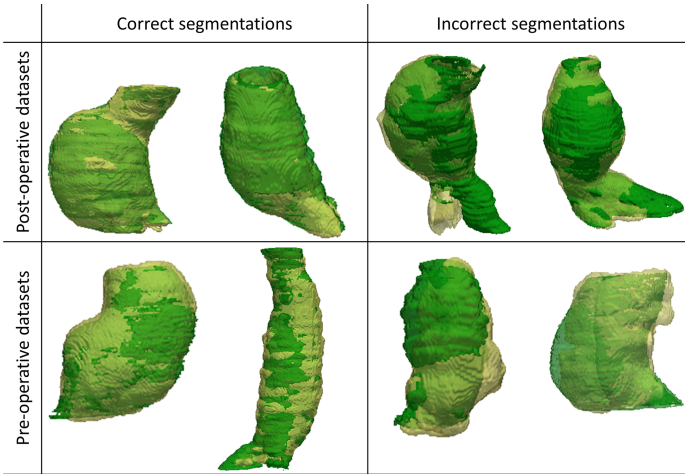 Correct segmentations
Incorrect segmentations
Post-operative datasets
Pre-operative datasets